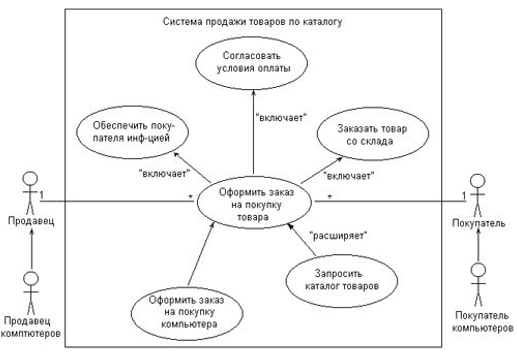 Система продажи товаров по каталогу
Согласовать
условия оплаты
"включает"
Обеспечить поку-
пателя инф-цией
Заказать товар
со склада
"включает"
"включает"
1
*
Оформить заказ
на покупку
товара
*
1
Продавец
Покупатель
"расширяет"
Запросить
каталог товаров
Оформить заказ
на покупку
компьютера
Продавец
комптютеров
Покупатель
компьютеров